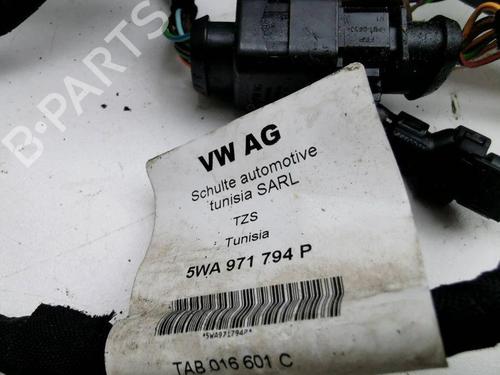 B-PARTS
VW AG
Schulte automotive
tunisia SARL
TZS
Tunisia
5WA 971 794 P
*5WA971794P*
TAB 016 601 C